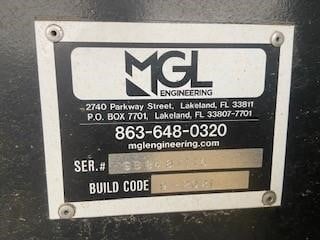 MGL
ENGINEERING
2740 Parkway Street, Lakeland, FL 33811
P.O. BOX 7701, Lakeland, FL 33807-7701
863-648-0320
mglengineering.com
SER.#
BUILD CODE